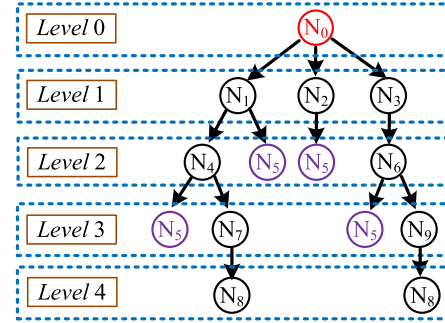 Level 0 N0
Level 1 N1 N2 N3
Level 2 N4 N5 N5 N6
Level 3 N5 N7 N5 N9
Level 4 N8 N8